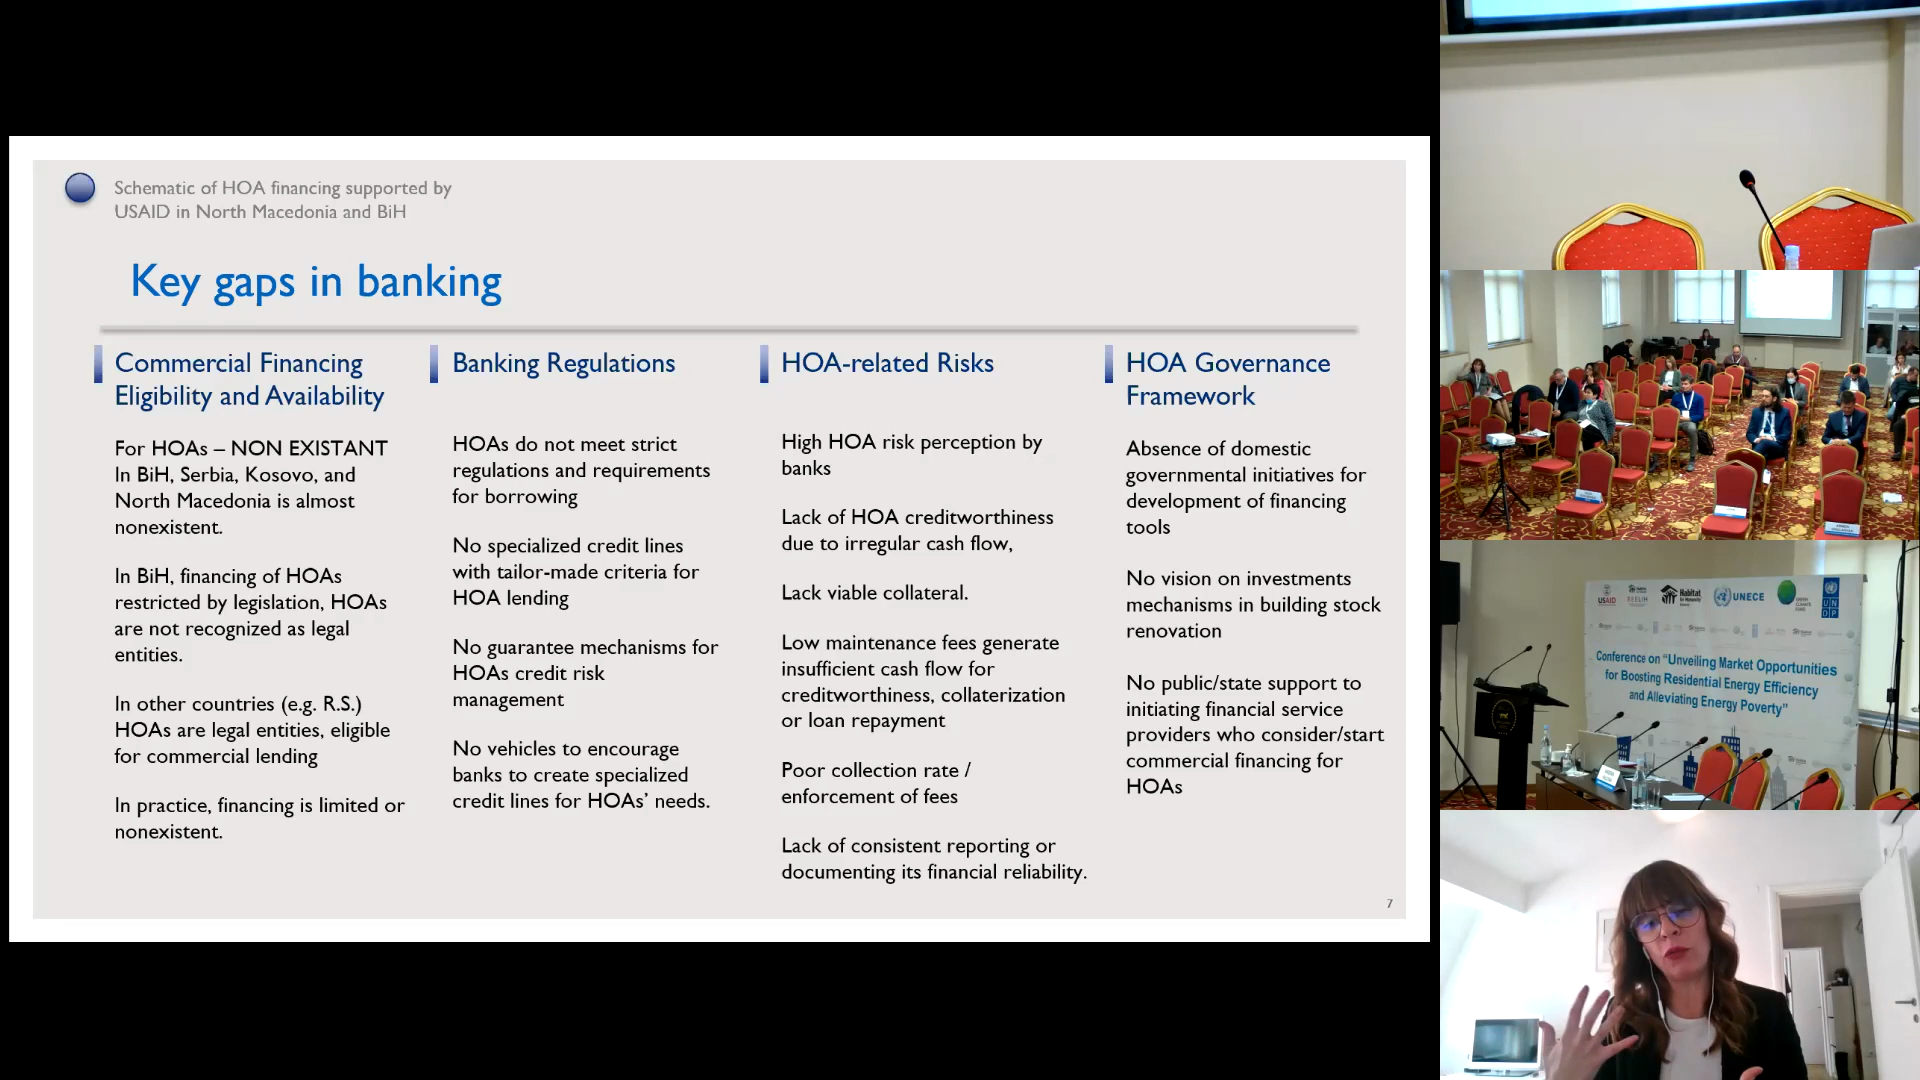 Schematic of HOA financing supported by
USAID in North Macedonia and BiH
Key gaps in banking
Commercial Financing
Eligibility and Availability
For HOAs – NON EXISTANT
In BiH, Serbia, Kosovo, and
North Macedonia is almost
nonexistent.
In BiH, financing of HOAs
restricted by legislation, HOAs
are not recognized as legal
entities.
In other countries (e.g. R.S.)
HOAs are legal entities, eligible
for commercial lending
In practice, financing is limited or
nonexistent.
Banking Regulations
HOAs do not meet strict
regulations and requirements
for borrowing
No specialized credit lines
with tailor-made criteria for
HOA lending
No guarantee mechanisms for
HOAs credit risk
management
No vehicles to encourage
banks to create specialized
credit lines for HOAs’ needs.
HOA-related Risks
High HOA risk perception by
banks
Lack of HOA creditworthiness
due to irregular cash flow,
Lack viable collateral.
Low maintenance fees generate
insufficient cash flow for
creditworthiness, collaterization
or loan repayment
Poor collection rate /
enforcement of fees
Lack of consistent reporting or
documenting its financial reliability.
HOA Governance
Framework
Absence of domestic
governmental initiatives for
development of financing
tools
No vision on investments
mechanisms in building stock
renovation
No public/state support to
initiating financial service
providers who consider/start
commercial financing for
HOAs
7
USAID
Habitat
UNECE
UN
DP
Conference on “Unveiling Market Opportunities
for Boosting Residential Energy Efficiency
and Alleviating Energy Poverty”